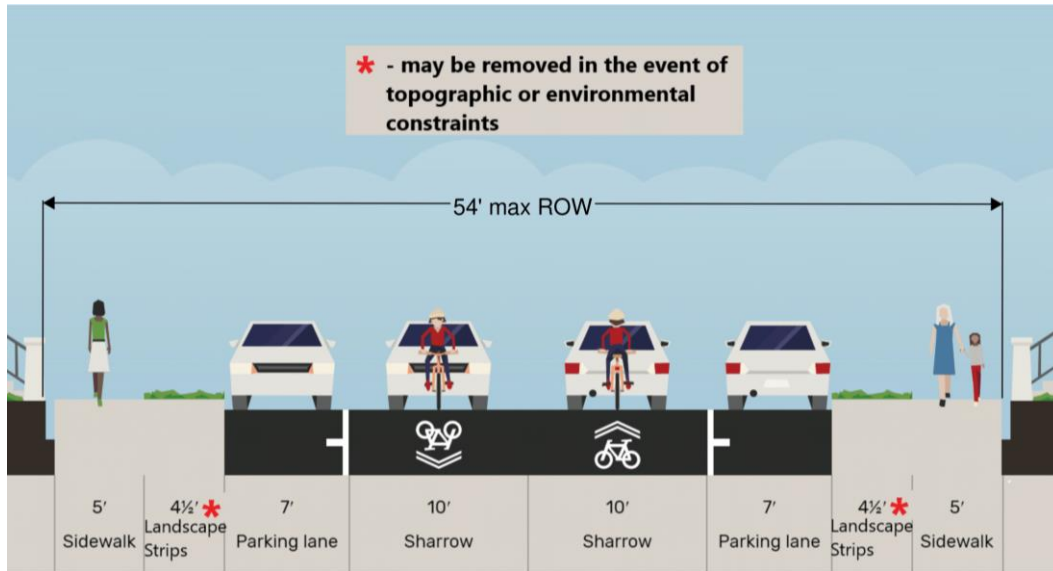 * - may be removed in the event of
topographic or environmental
constraints
54' max ROW
5' 4½' * 7' 10' 10' 7' 4½' * 5'
Sidewalk Landscape Strips Parking lane Sharrow Sharrow Parking lane Landscape Strips Sidewalk